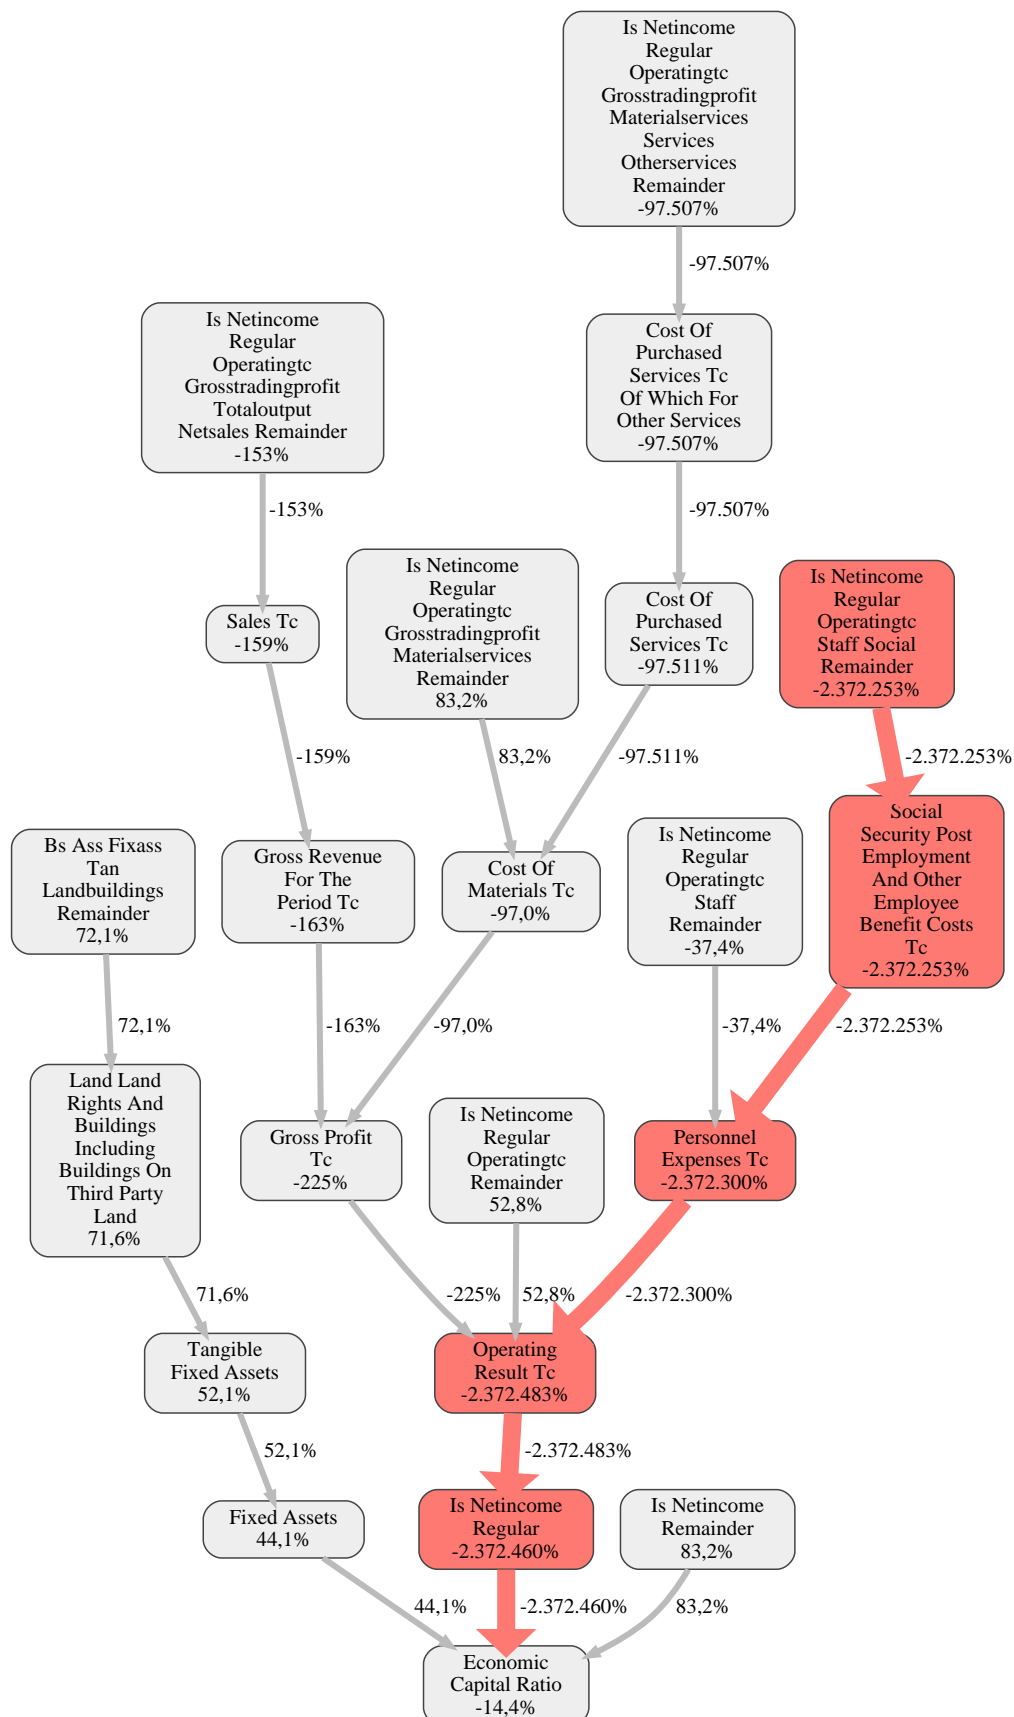 Is Netincome
Regular
Operatingtc
Grosstradingprofit
Materialservices
Services
Otherservices
Remainder
-97.507%
-97.507%
Is Netincome
Regular
Operatingtc
Grosstradingprofit
Totaloutput
Netsales Remainder
-153%
Cost Of
Purchased
Services Tc
Of Which For
Other Services
-97.507%
-153%
-97.507%
Is Netincome
Regular
Operatingtc
Grosstradingprofit
Materialservices
Remainder
83,2%
Is Netincome
Regular
Operatingtc
Staff Social
Remainder
-2.372.253%
Sales Tc
-159%
Cost Of
Purchased
Services Tc
-97.511%
-159%
83,2%
-97.511%
-2.372.253%
Bs Ass Fixass
Tan
Landbuildings
Remainder
72,1%
Gross Revenue
For The
Period Tc
-163%
Cost Of
Materials Tc
-97,0%
Is Netincome
Regular
Operatingtc
Staff
Remainder
-37,4%
Social
Security Post
Employment
And Other
Employee
Benefit Costs
Tc
-2.372.253%
72,1%
-163%
-97,0%
-37,4%
-2.372.253%
Land Land
Rights And
Buildings
Including
Buildings On
Third Party
Land
71,6%
Gross Profit
Tc
-225%
Is Netincome
Regular
Operatingtc
Remainder
52,8%
Personnel
Expenses Tc
-2.372.300%
71,6%
-225%
52,8%
-2.372.300%
Tangible
Fixed Assets
52,1%
Operating
Result Tc
-2.372.483%
52,1%
-2.372.483%
Fixed Assets
44,1%
Is Netincome
Regular
-2.372.460%
Is Netincome
Remainder
83,2%
44,1%
-2.372.460%
83,2%
Economic
Capital Ratio
-14,4%